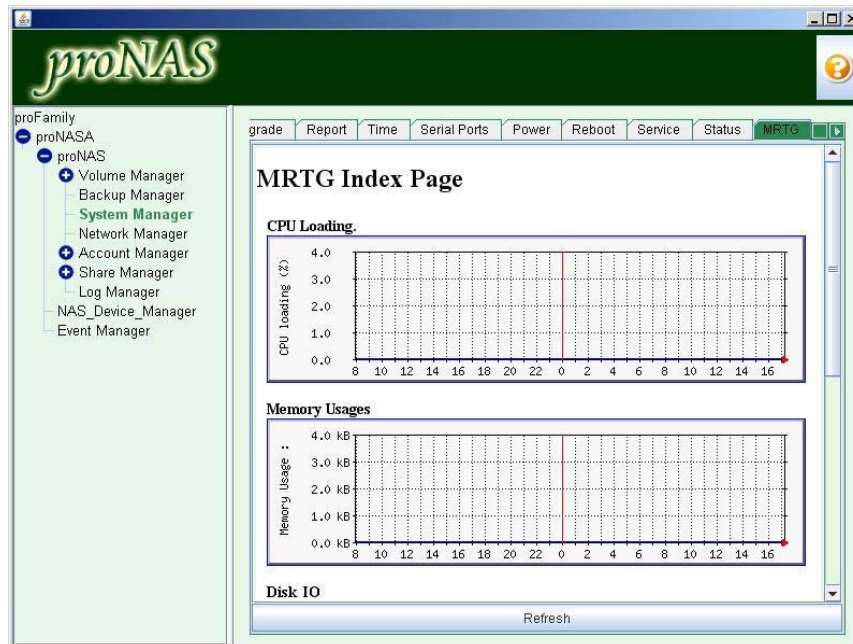 proNAS
proFamily
proNASA
proNAS
Volume Manager
Backup Manager
System Manager
Network Manager
Account Manager
Share Manager
Log Manager
NAS_Device_Manager
Event Manager
grade Report Time Serial Ports Power Reboot Service Status MRTG
MRTG Index Page
CPU Loading.
CPU loading (%)
4.0
3.0
2.0
1.0
0.0
8 10 12 14 16 18 20 22 0 2 4 6 8 10 12 14 16
Memory Usages
Memory Usage :
4.0 kB
3.0 kB
2.0 kB
1.0 kB
0.0 kB
8 10 12 14 16 18 20 22 0 2 4 6 8 10 12 14 16
Disk IO
Refresh